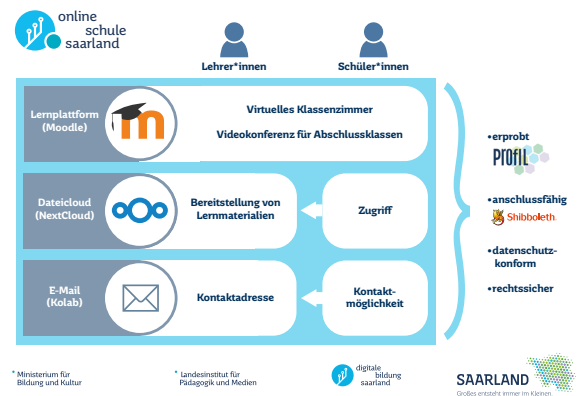 online
schule
saarland
Lehrer*innen
Schüler*innen
Lernplattform
(Moodle)
m
Virtuelles Klassenzimmer
Videokonferenz für Abschlussklassen
Dateicloud
(NextCloud)
Bereitstellung von
Lernmaterialien
Zugriff
E-Mail
(Kolab)
Kontaktadresse
Kontakt-
möglichkeit
•erprobt
PROFIL
•anschlussfähig
Shibboleth
•datenschutz-
konform
•rechtssicher
• Ministerium für
Bildung und Kultur
• Landesinstitut für
Pädagogik und Medien
digitale
bildung
saarland
SAARLAND
Großes entsteht immer im Kleinen.